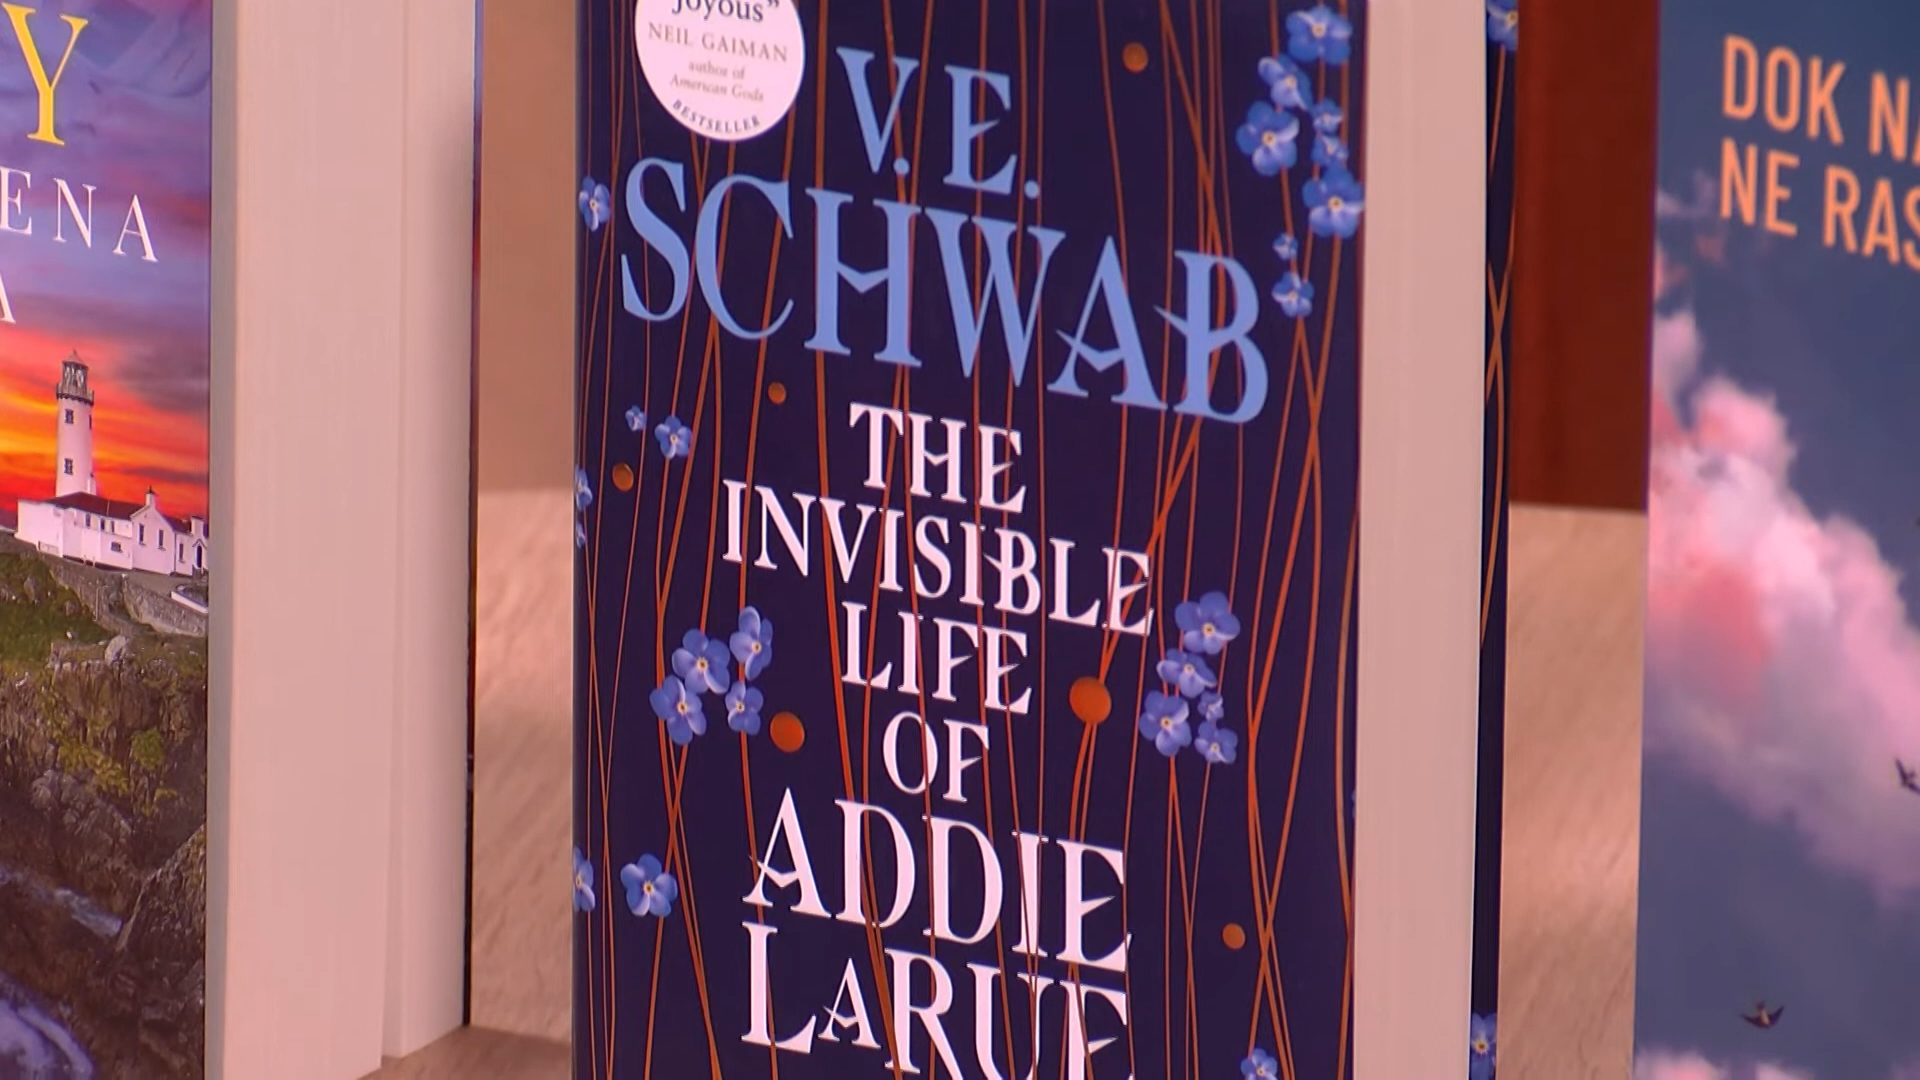 Y
ENA
A
Joyous”
NEIL GAIMAN
author of
American Gods
BESTSELLER
V. E.
SCHWAB
THE
INVISIBLE
LIFE
OF
ADDIE
LARUE
DOK NA
NE RAS